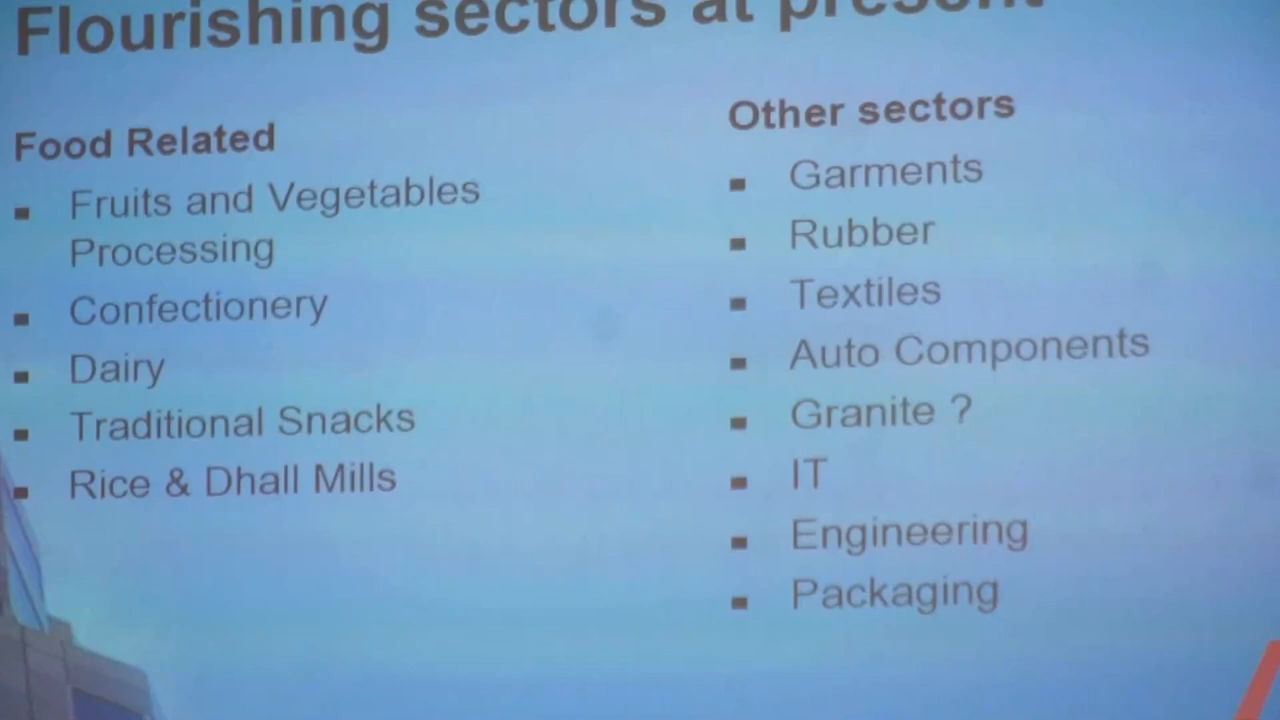 Flourishing sectors at present
Food Related
▪ Fruits and Vegetables
Processing
▪ Confectionery
▪ Dairy
▪ Traditional Snacks
▪ Rice & Dhall Mills
Other sectors
▪ Garments
▪ Rubber
▪ Textiles
▪ Auto Components
▪ Granite ?
▪ IT
▪ Engineering
▪ Packaging